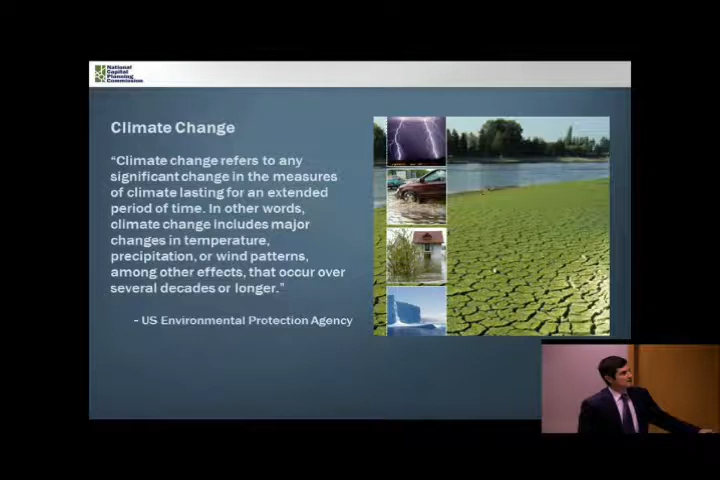 National
Capital
Planning
Commission
Climate Change
“Climate change refers to any
significant change in the measures
of climate lasting for an extended
period of time. In other words,
climate change includes major
changes in temperature,
precipitation, or wind patterns,
among other effects, that occur over
several decades or longer.”
- US Environmental Protection Agency